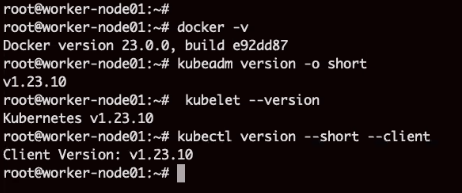 root@worker-node01:~#
root@worker-node01:~# docker -v
Docker version 23.0.0, build e92dd87
root@worker-node01:~# kubeadm version -o short
v1.23.10
root@worker-node01:~#  kubelet --version
Kubernetes v1.23.10
root@worker-node01:~# kubectl version --short --client
Client Version: v1.23.10
root@worker-node01:~#